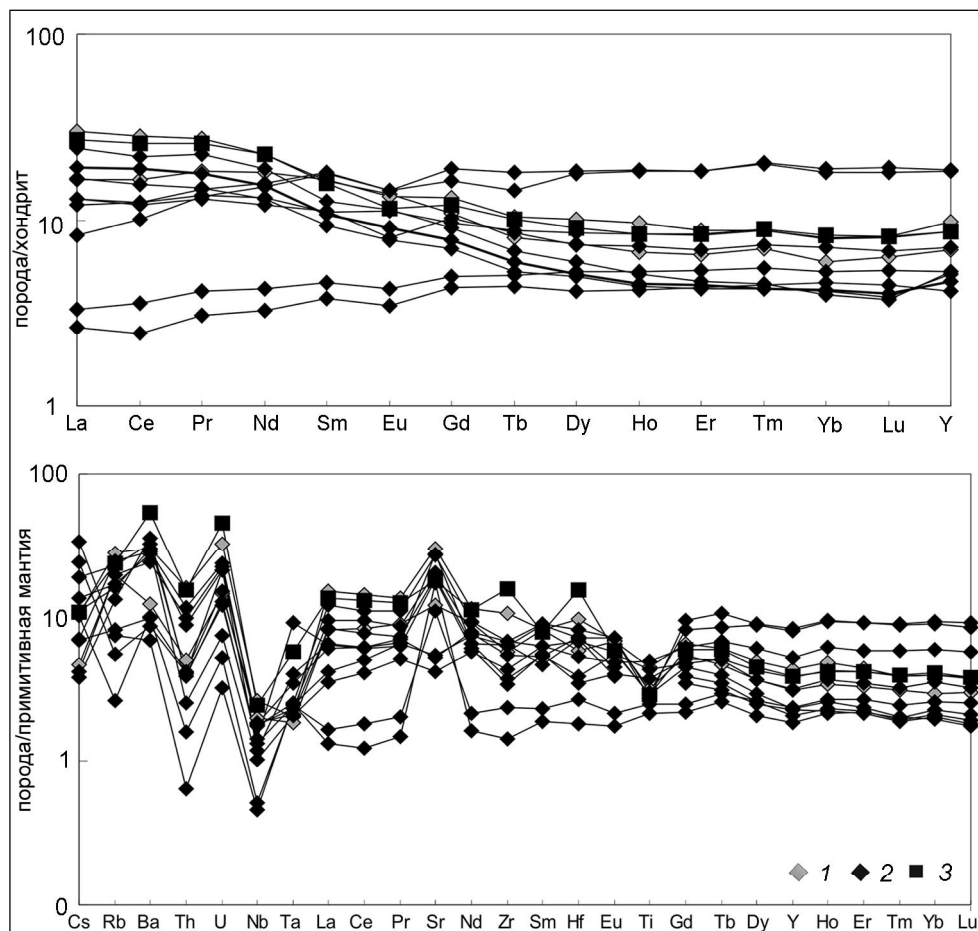 100
10
1
порода/хондрит
La Ce Pr Nd Sm Eu Gd Tb Dy Ho Er Tm Yb Lu Y
100
10
1
0
порода/примитивная мантия
1 2 3
Cs Rb Ba Th U Nb Ta La Ce Pr Sr Nd Zr Sm Hf Eu Ti Gd Tb Dy Y Ho Er Tm Yb Lu